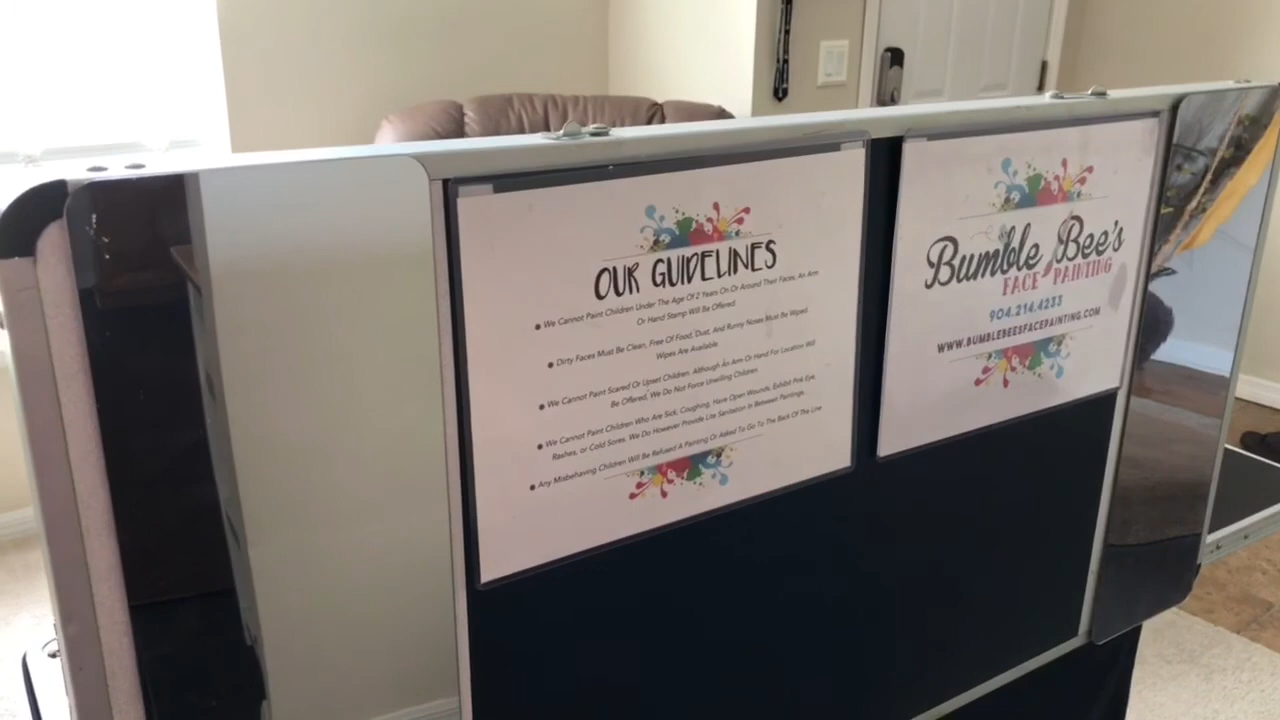 OUR GUIDELINES
• We Cannot Paint Children Under The Age Of 2 Years On Or Around Their Faces, An Arm
Or Hand Stamp Will Be Offered.
• Dirty Faces Must Be Clean, Free Of Food, Dust, And Runny Noses Must Be Wiped.
Wipes Are Available.
• We Cannot Paint Scared Or Upset Children. Although An Arm Or Hand For Location Will
Be Offered, We Do Not Force Unwilling Children.
• We Cannot Paint Children Who Are Sick, Coughing, Have Open Wounds, Exhibit Pink Eye,
Rashes, or Cold Sores. We Do However Provide Lite Sanitation In Between Paintings.
• Any Misbehaving Children Will Be Refused A Painting Or Asked To Go To The Back Of The Line
Bumble Bee's
FACE PAINTING
904.214.4233
WWW.BUMBLEBEESFACEPAINTING.COM